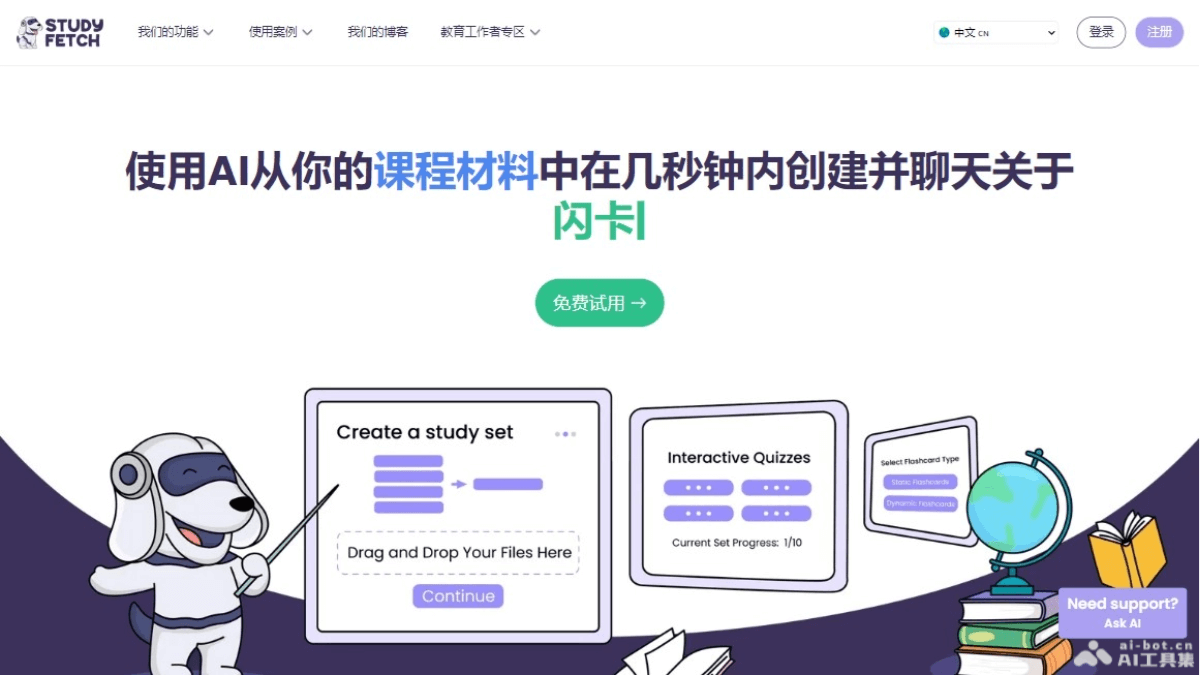 STUDY
FETCH
我们的功能
使用案例
我们的博客
教育工作者专区
中文 CN
登录
注册
使用AI从你的课程材料中在几秒钟内创建并聊天关于
闪卡
免费试用 →
Create a study set
Drag and Drop Your Files Here
Continue
Interactive Quizzes
Current Set Progress: 1/10
Select Flashcard Type
Static Flashcards
Dynamic Flashcards
Need support?
Ask AI
ai-bot.cn
AI工具集